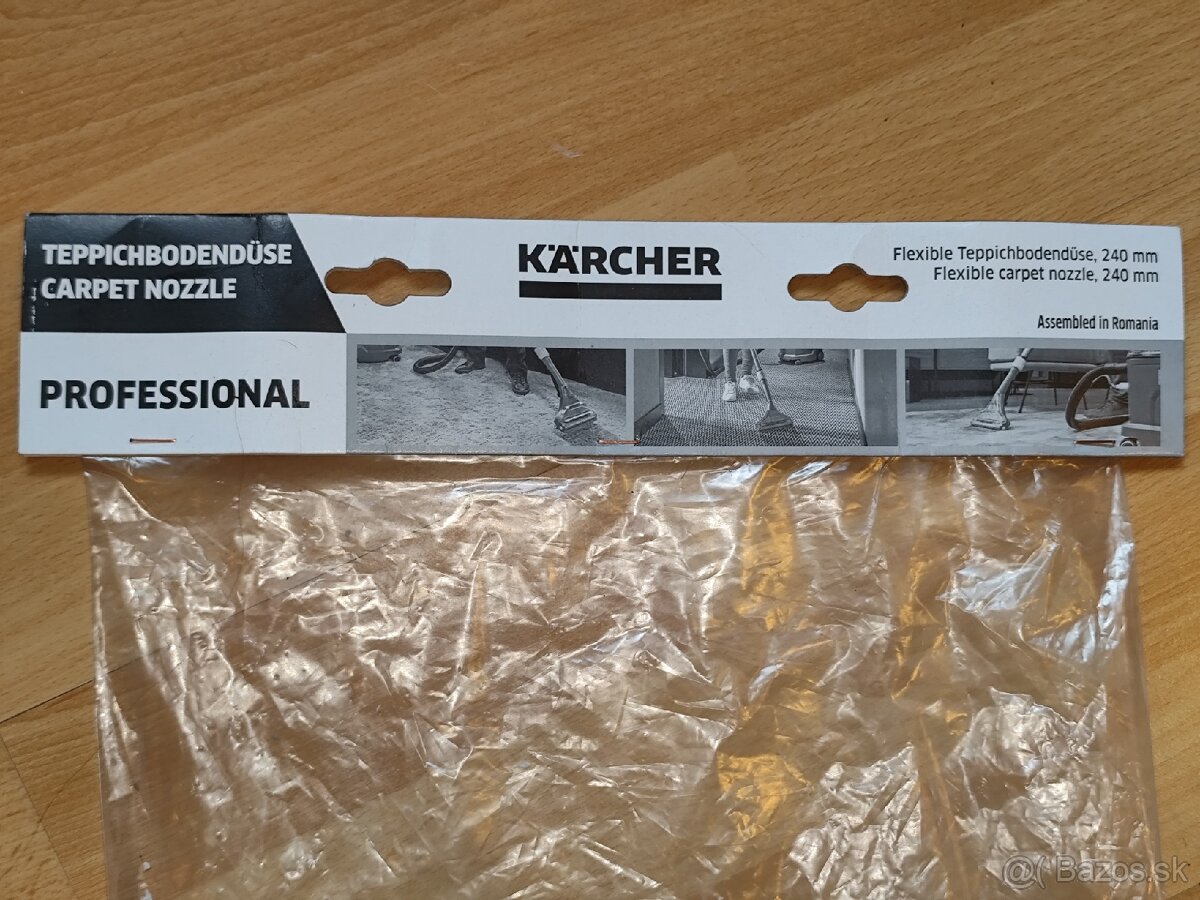 TEPPICHBODENDÜSE
CARPET NOZZLE
PROFESSIONAL
KÄRCHER
Flexible Teppichbodendüse, 240 mm
Flexible carpet nozzle, 240 mm
Assembled in Romania
@( Bazos.sk